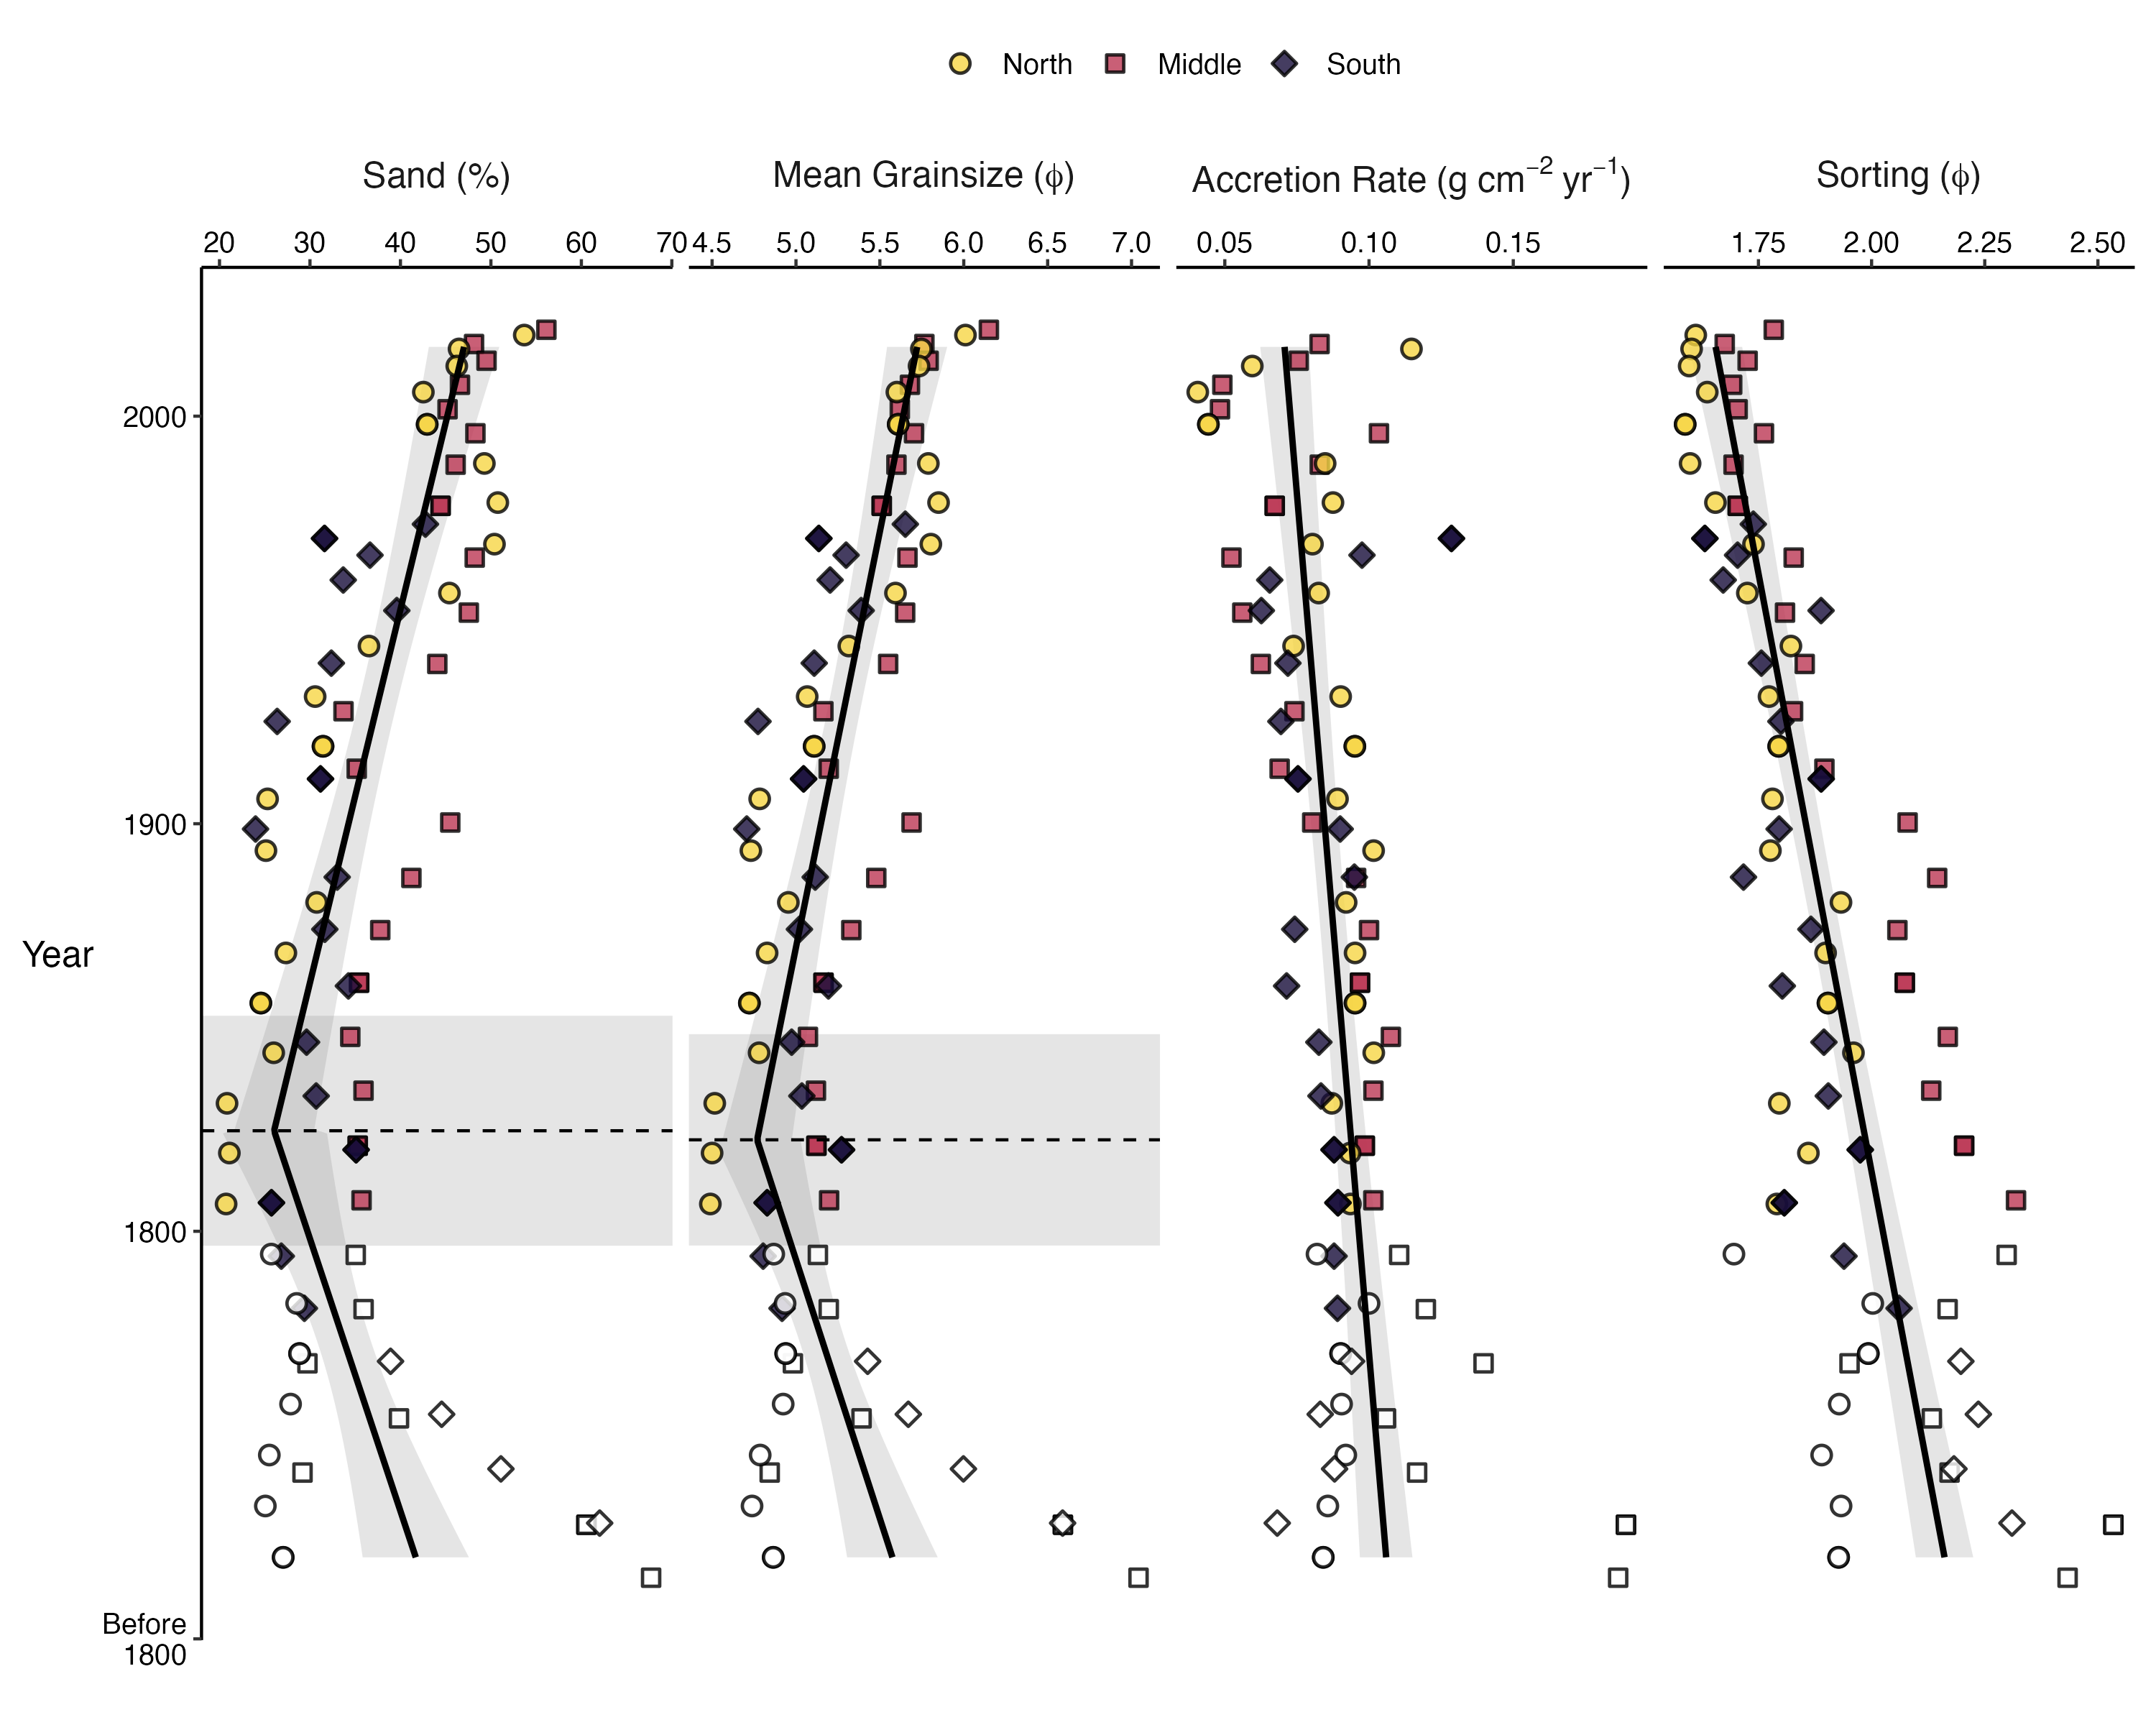 North Middle South
Sand (%) Mean Grainsize (ϕ) Accretion Rate (g cm⁻² yr⁻¹) Sorting (ϕ)
20 30 40 50 60 70 4.5 5.0 5.5 6.0 6.5 7.0 0.05 0.10 0.15 1.75 2.00 2.25 2.50
2000
1900
Year
1800
Before
1800